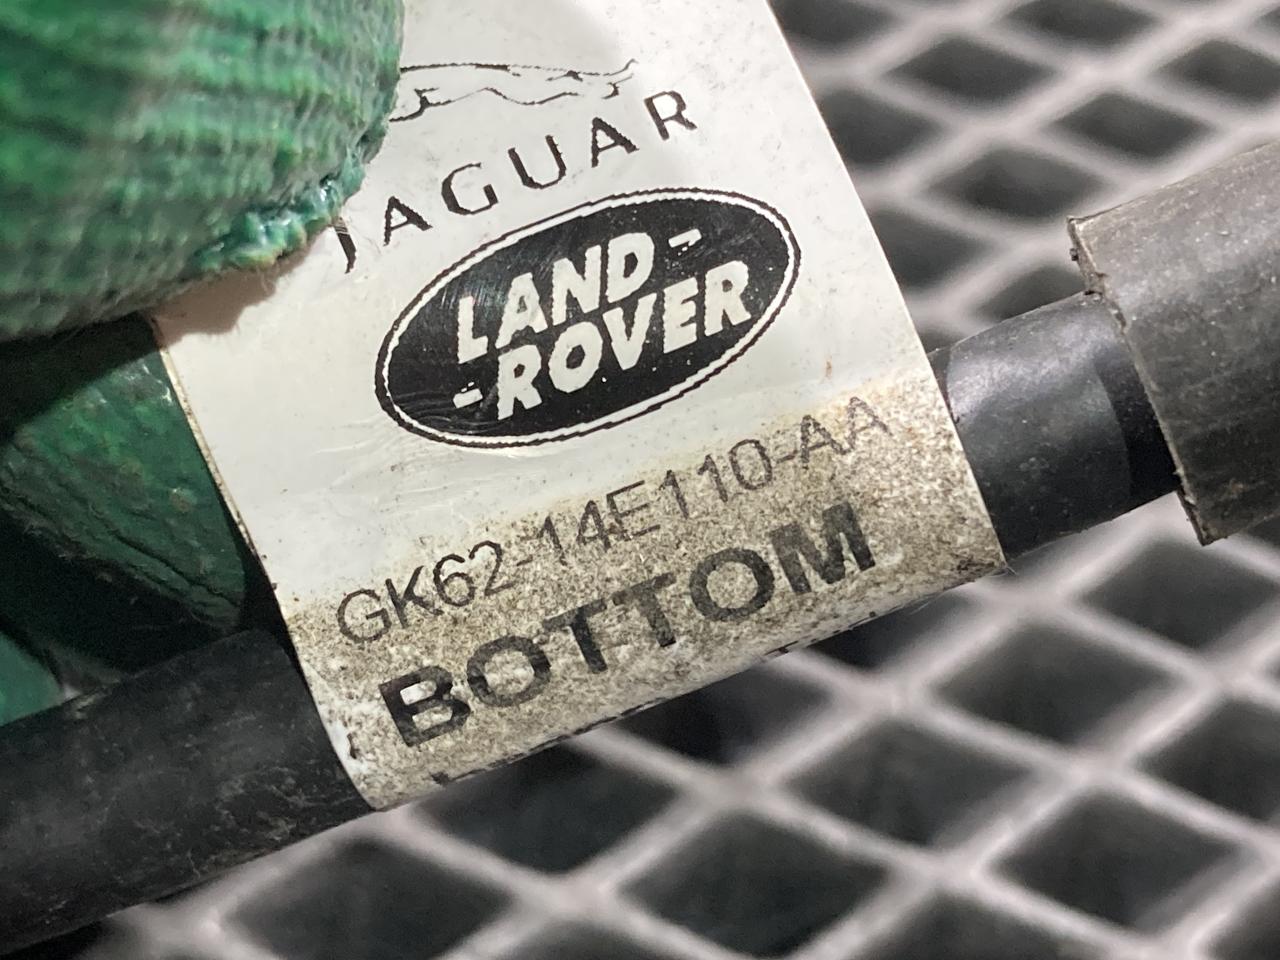 JAGUAR
LAND-
-ROVER
GK62-14E110-AA
BOTTOM